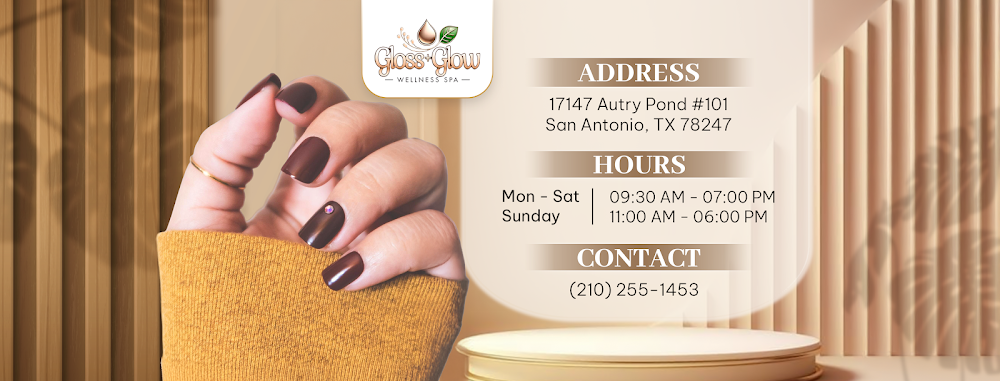 Gloss+Glow
WELLNESS SPA
ADDRESS
17147 Autry Pond #101
San Antonio, TX 78247
HOURS
Mon - Sat | 09:30 AM - 07:00 PM
Sunday | 11:00 AM - 06:00 PM
CONTACT
(210) 255-1453